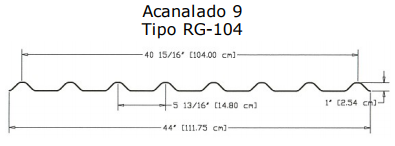 Acanalado 9
Tipo RG-104
40 15/16" [104.00 cm]
5 13/16" [14.80 cm]
1" [2.54 cm]
44" [111.75 cm]